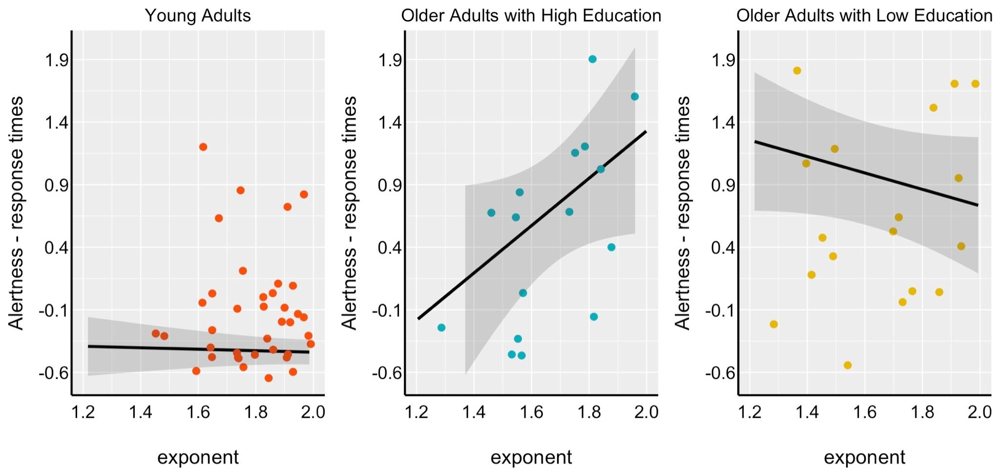 Young Adults
Older Adults with High Education
Older Adults with Low Education
Alertness - response times
1.9
1.4
0.9
0.4
-0.1
-0.6
1.2 1.4 1.6 1.8 2.0
exponent
Alertness - response times
1.9
1.4
0.9
0.4
-0.1
-0.6
1.2 1.4 1.6 1.8 2.0
exponent
Alertness - response times
1.9
1.4
0.9
0.4
-0.1
-0.6
1.2 1.4 1.6 1.8 2.0
exponent